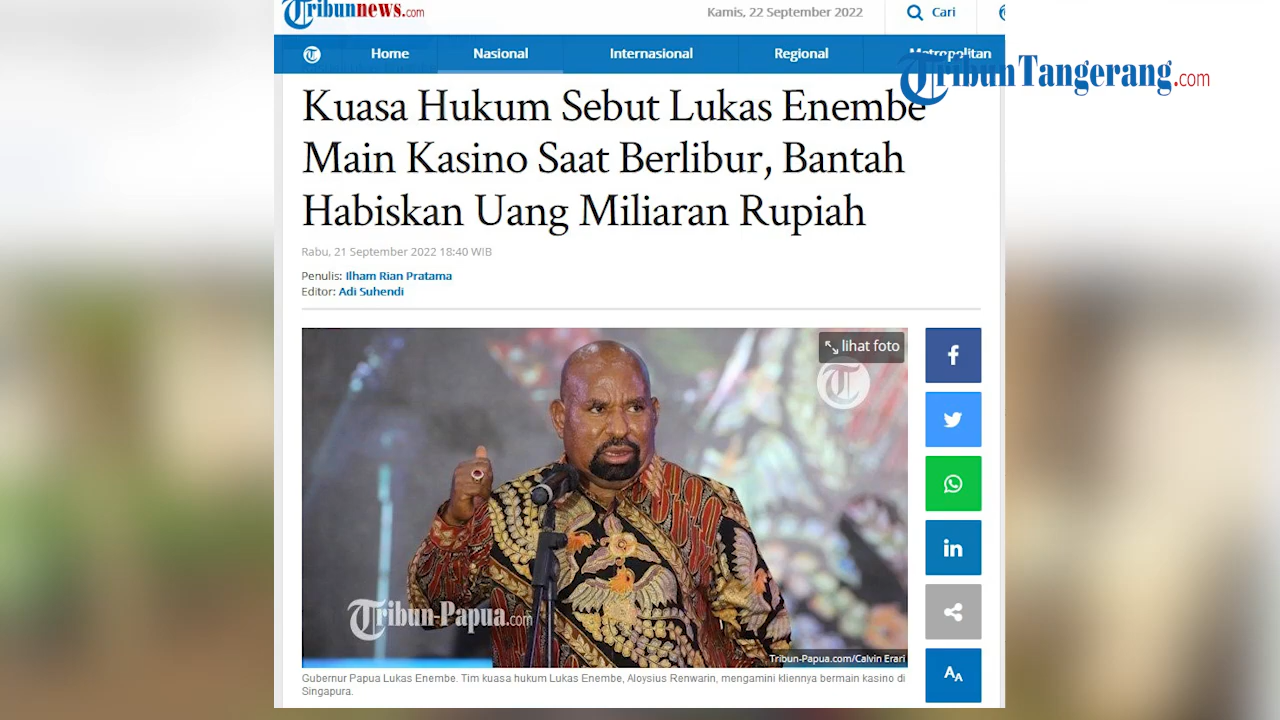 Tribunnews.com
Kamis, 22 September 2022
Cari
Home
Nasional
Internasional
Regional
Metropolitan
TribunTangerang.com
Kuasa Hukum Sebut Lukas Enembe
Main Kasino Saat Berlibur, Bantah
Habiskan Uang Miliaran Rupiah
Rabu, 21 September 2022 18:40 WIB
Penulis: Ilham Rian Pratama
Editor: Adi Suhendi
lihat foto
Tribun-Papua.com
Tribun-Papua.com/Calvin Erari
Gubernur Papua Lukas Enembe. Tim kuasa hukum Lukas Enembe, Aloysius Renwarin, mengamini kliennya bermain kasino di
Singapura.